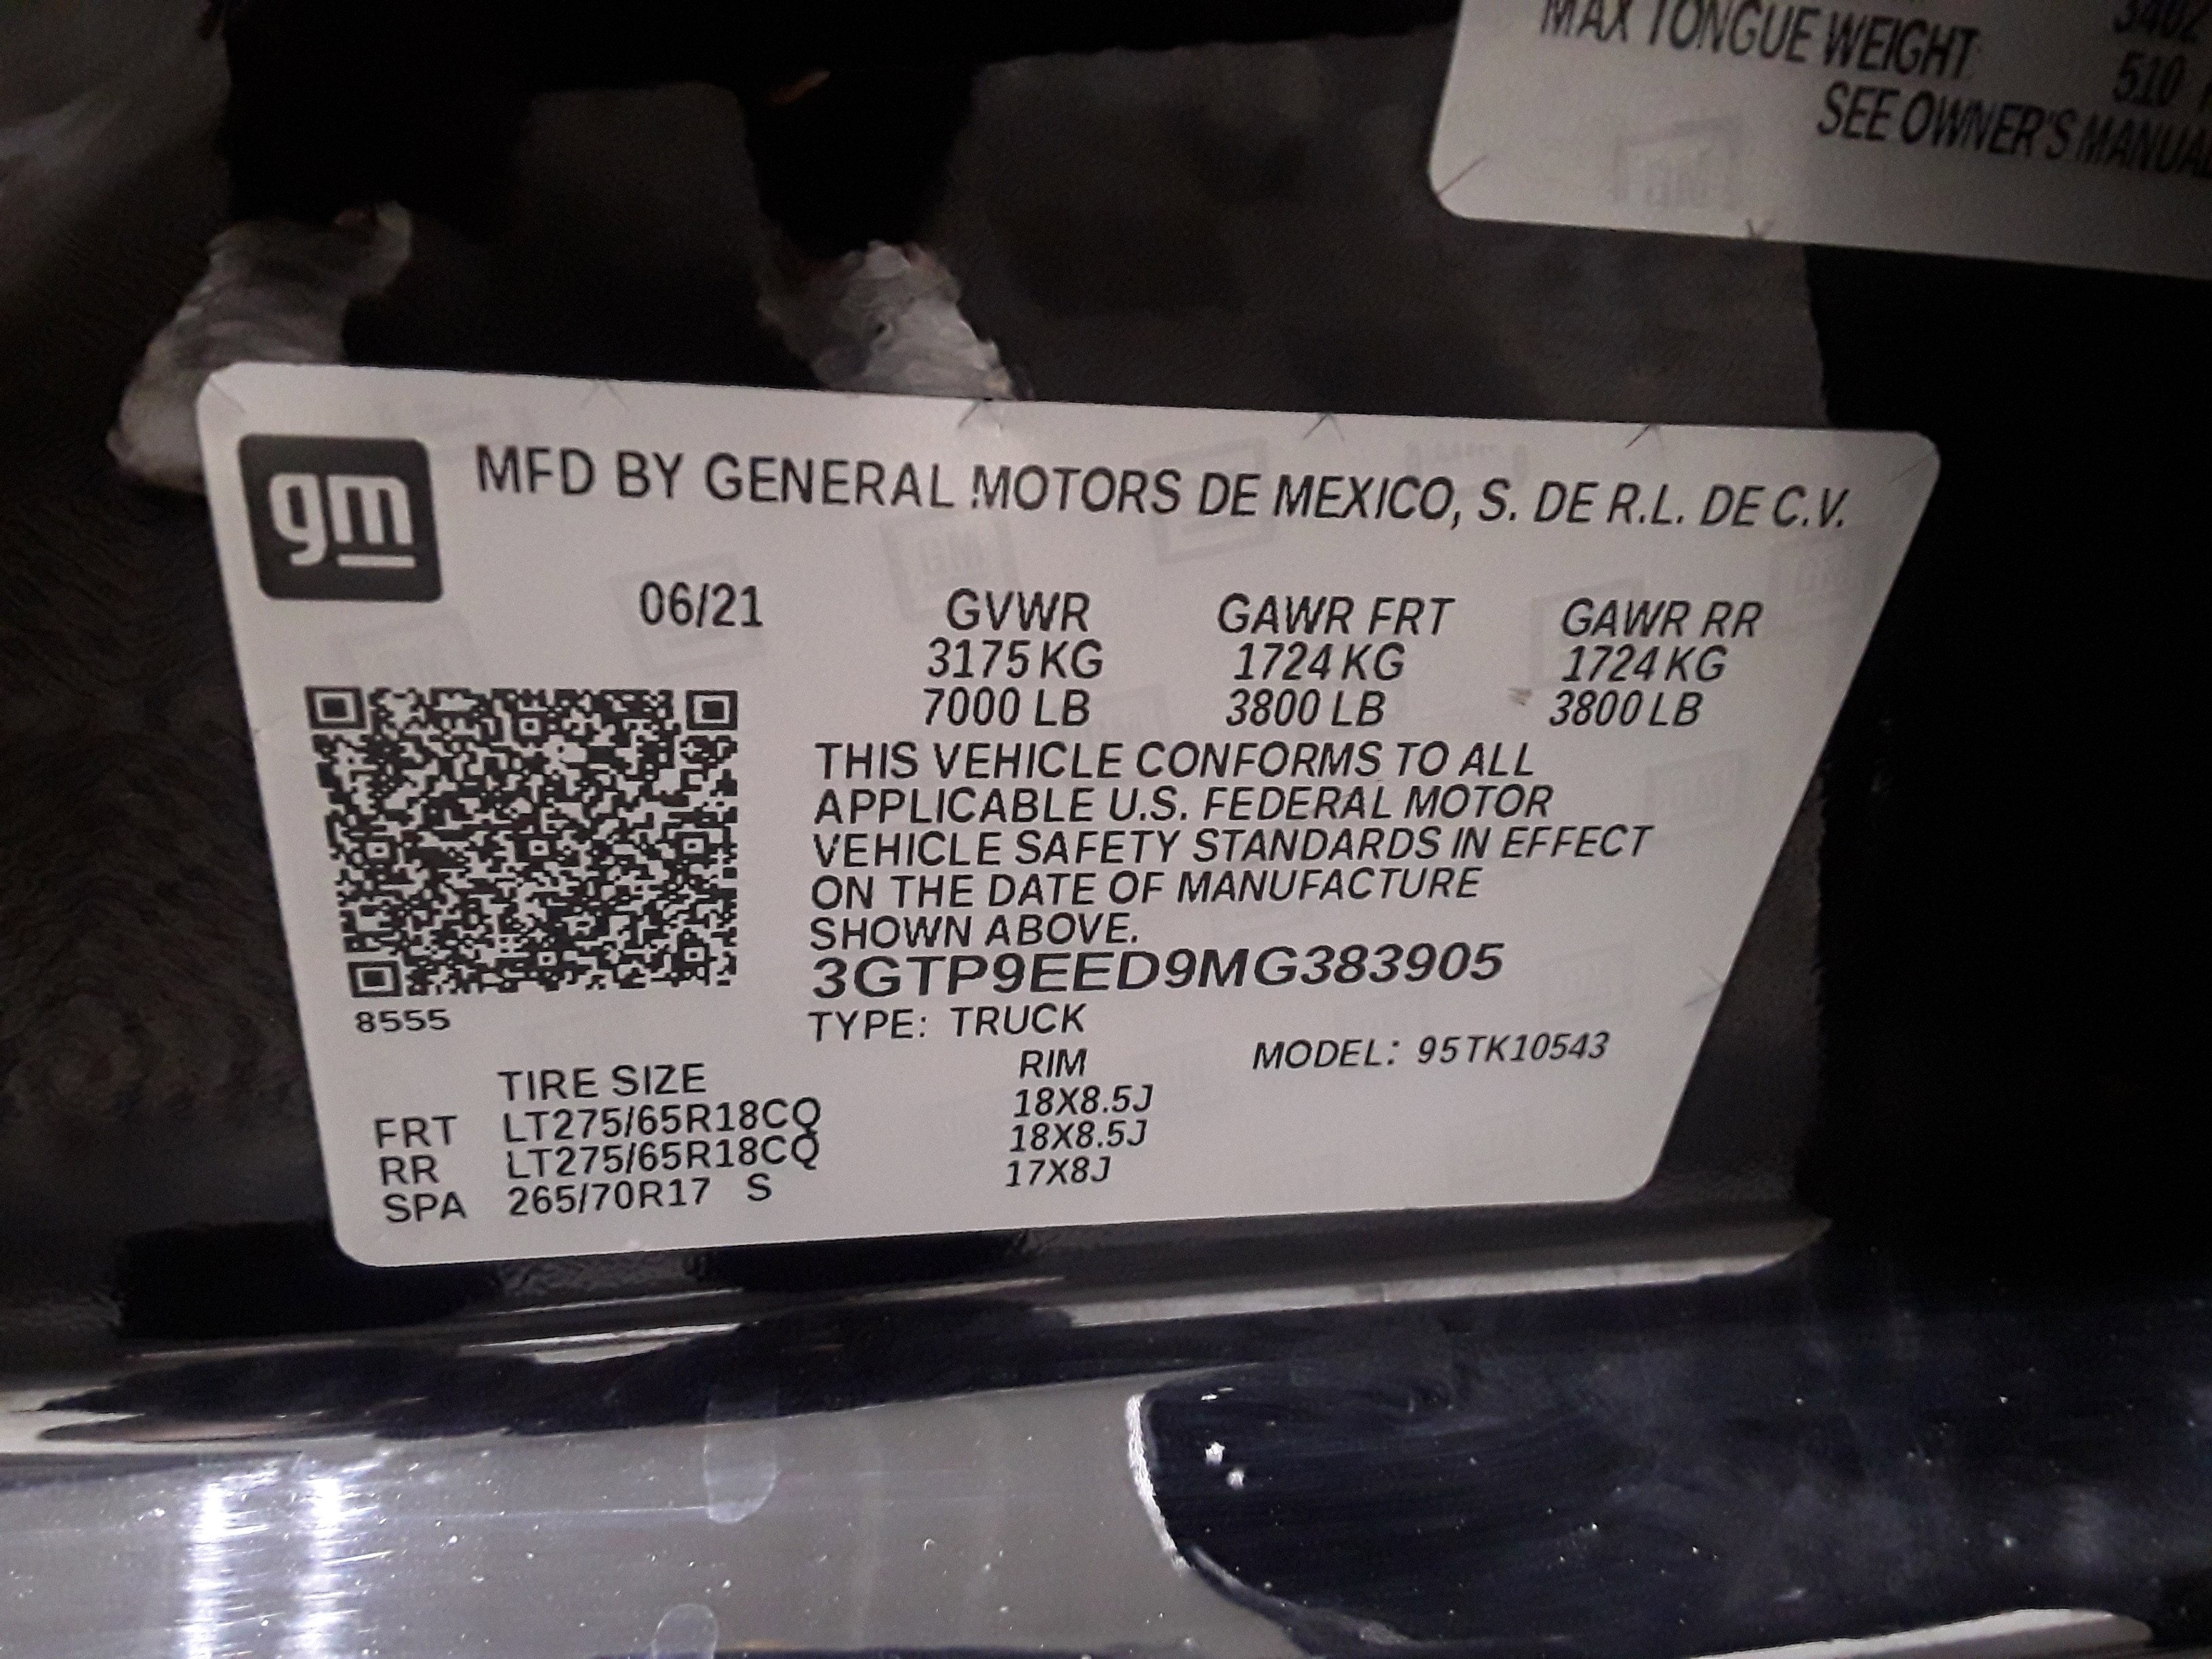 MAX TONGUE WEIGHT 510
SEE OWNER'S MANUAL
gm
MFD BY GENERAL MOTORS DE MEXICO, S. DE R.L. DE C.V.
06/21 GVWR GAWR FRT GAWR RR
3175 KG 1724 KG 1724 KG
7000 LB 3800 LB 3800 LB
THIS VEHICLE CONFORMS TO ALL
APPLICABLE U.S. FEDERAL MOTOR
VEHICLE SAFETY STANDARDS IN EFFECT
ON THE DATE OF MANUFACTURE
SHOWN ABOVE.
3GTP9EED9MG383905
8555
TYPE: TRUCK
TIRE SIZE RIM MODEL: 95TK10543
FRT LT275/65R18CQ 18X8.5J
RR LT275/65R18CQ 18X8.5J
SPA 265/70R17 S 17X8J